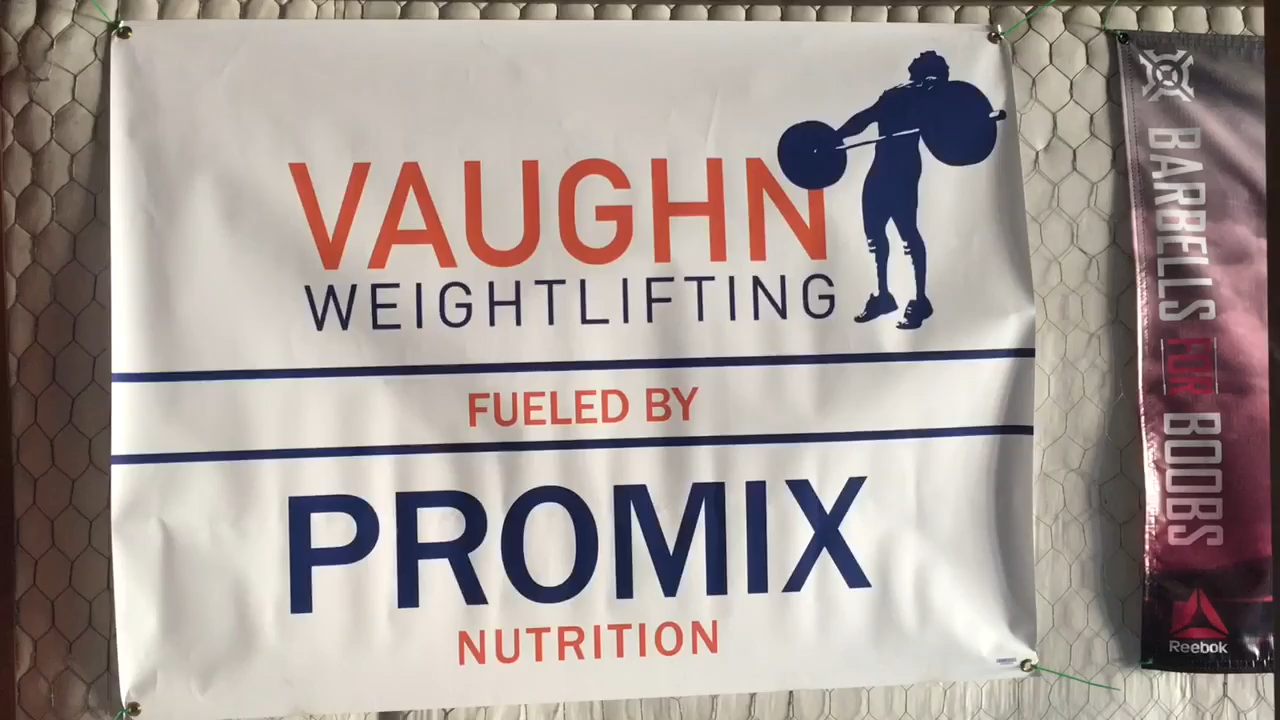 VAUGHN
WEIGHTLIFTING
FUELED BY
PROMIX
NUTRITION
BARBELLS FOR BOOBS
Reebok